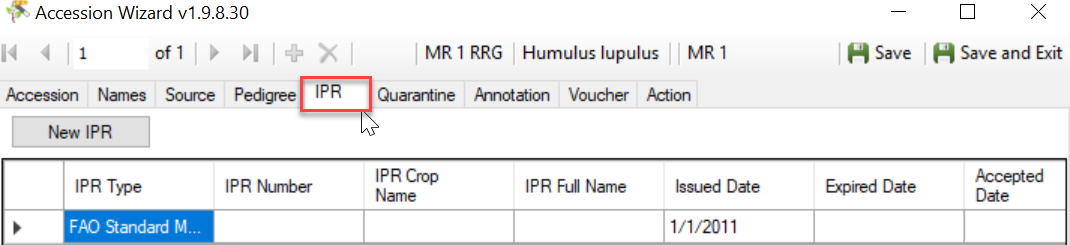 Accession Wizard v1.9.8.30
1 of 1 MR 1 RRG Humulus lupulus MR 1 Save Save and Exit
Accession Names Source Pedigree IPR Quarantine Annotation Voucher Action
New IPR
IPR Type IPR Number IPR Crop Name IPR Full Name Issued Date Expired Date Accepted Date
FAO Standard M... 1/1/2011